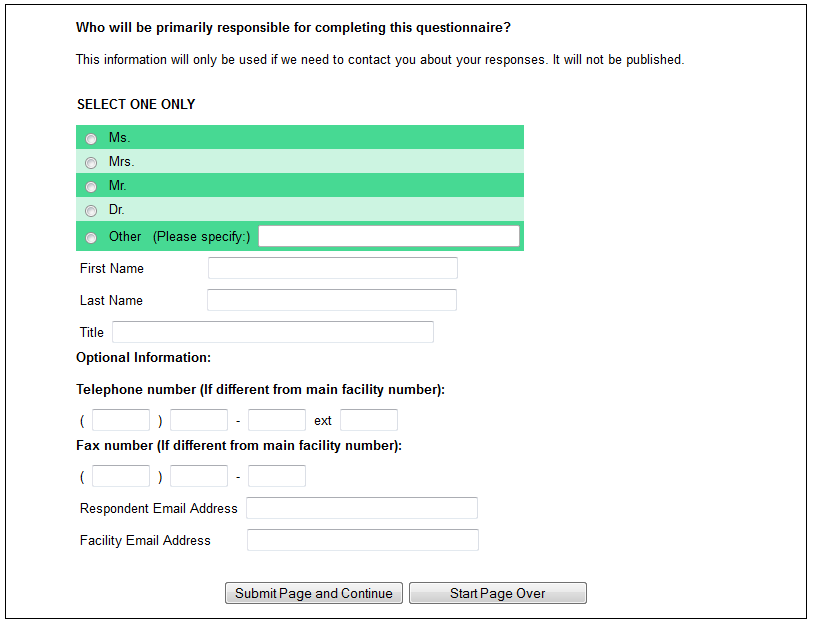 Who will be primarily responsible for completing this questionnaire?
This information will only be used if we need to contact you about your responses. It will not be published.
SELECT ONE ONLY
Ms.
Mrs.
Mr.
Dr.
Other (Please specify:)
First Name
Last Name
Title
Optional Information:
Telephone number (If different from main facility number):
( ) - ext
Fax number (If different from main facility number):
( ) -
Respondent Email Address
Facility Email Address
Submit Page and Continue Start Page Over